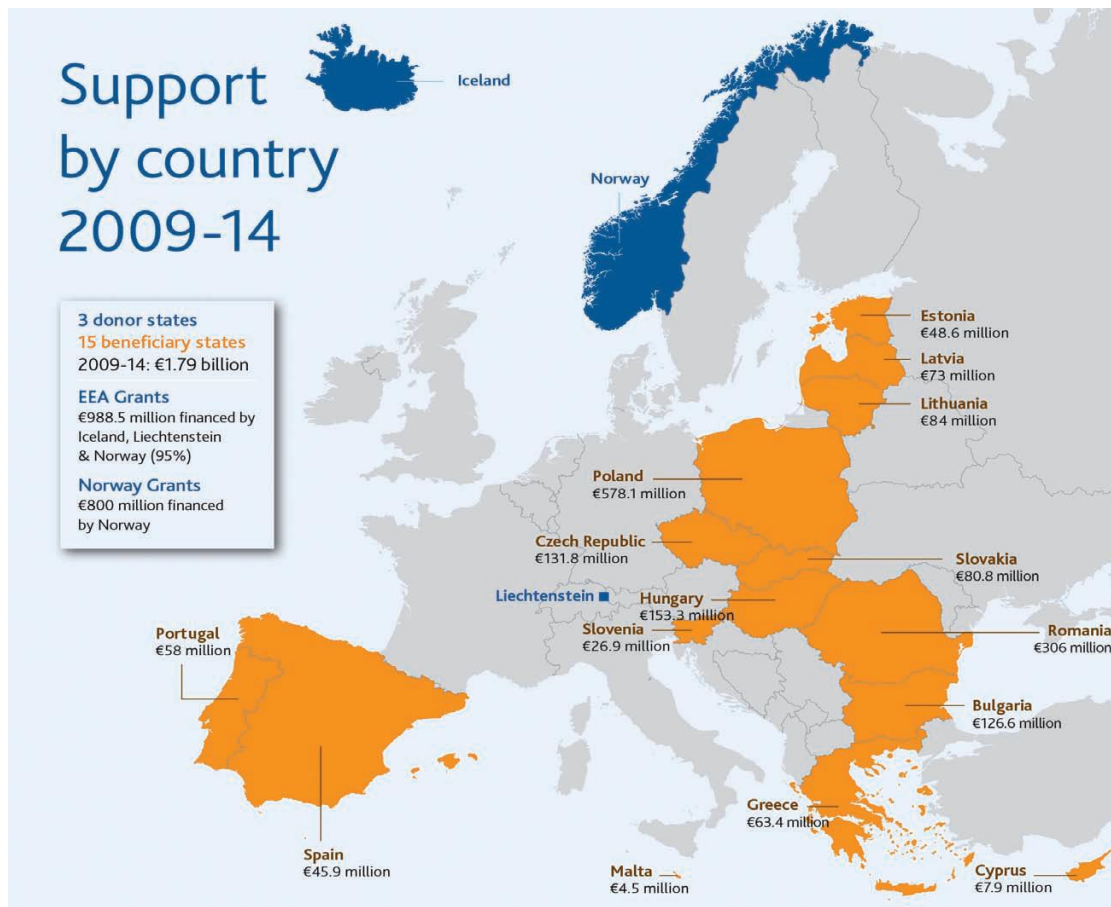 Support
by country
2009-14
Iceland
Norway
3 donor states
15 beneficiary states
2009-14: €1.79 billion
EEA Grants
€988.5 million financed by
Iceland, Liechtenstein
& Norway (95%)
Norway Grants
€800 million financed
by Norway
Estonia
€48.6 million
Latvia
€73 million
Lithuania
€84 million
Poland
€578.1 million
Czech Republic
€131.8 million
Slovakia
€80.8 million
Liechtenstein
Hungary
€153.3 million
Slovenia
€26.9 million
Portugal
€58 million
Romania
€306 million
Bulgaria
€126.6 million
Greece
€63.4 million
Spain
€45.9 million
Malta
€4.5 million
Cyprus
€7.9 million